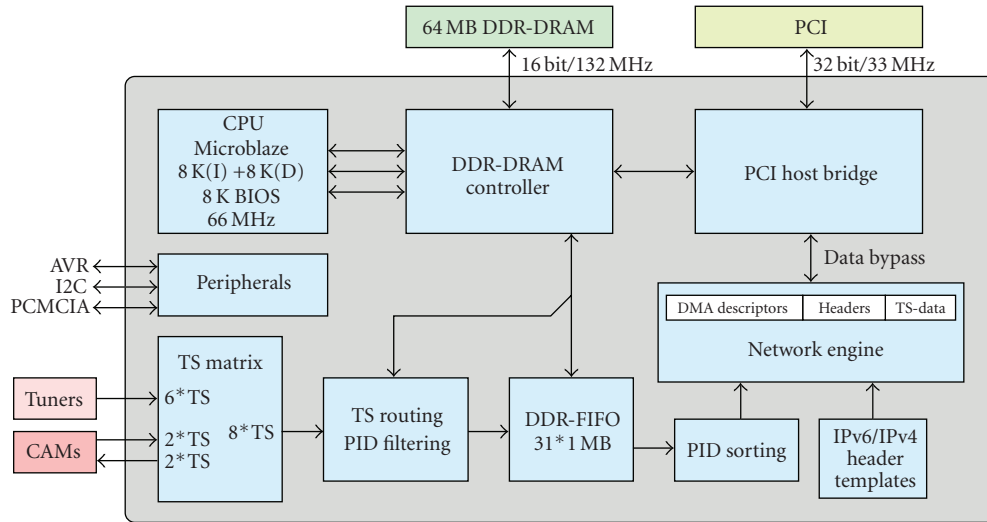 64 MB DDR-DRAM
PCI
16 bit/132 MHz
32 bit/33 MHz
CPU
Microblaze
8 K(I) +8 K(D)
8 K BIOS
66 MHz
DDR-DRAM
controller
PCI host bridge
Data bypass
AVR
I2C
PCMCIA
Peripherals
DMA descriptors
Headers
TS-data
Network engine
TS matrix
Tuners
6* TS
CAMs
2* TS
2* TS
8* TS
TS routing
PID filtering
DDR-FIFO
31* 1 MB
PID sorting
IPv6/IPv4
header
templates